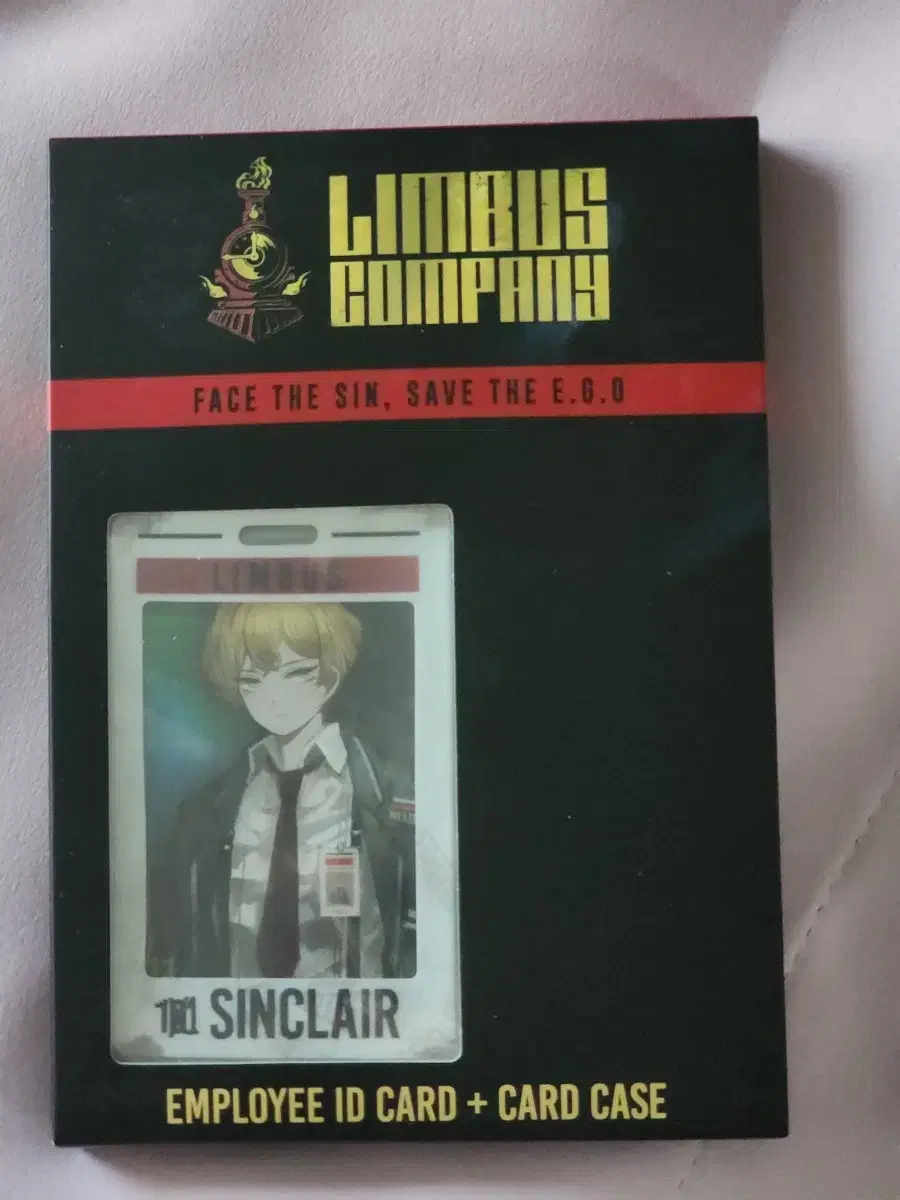 LIMBUS
COMPANY
FACE THE SIN, SAVE THE E.G.O
LIMBUS
SINCLAIR
EMPLOYEE ID CARD + CARD CASE